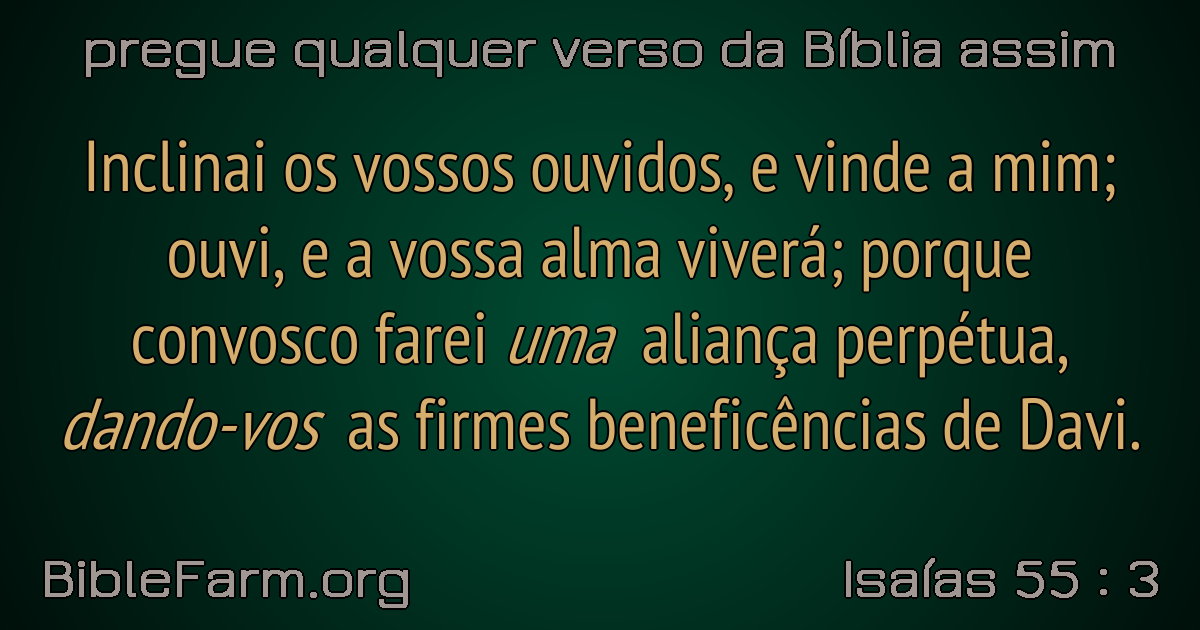 pregue qualquer verso da Bíblia assim
Inclinai os vossos ouvidos, e vinde a mim;
ouvi, e a vossa alma viverá; porque
convosco farei uma aliança perpétua,
dando-vos as firmes beneficências de Davi.
BibleFarm.org
Isaías 55 : 3